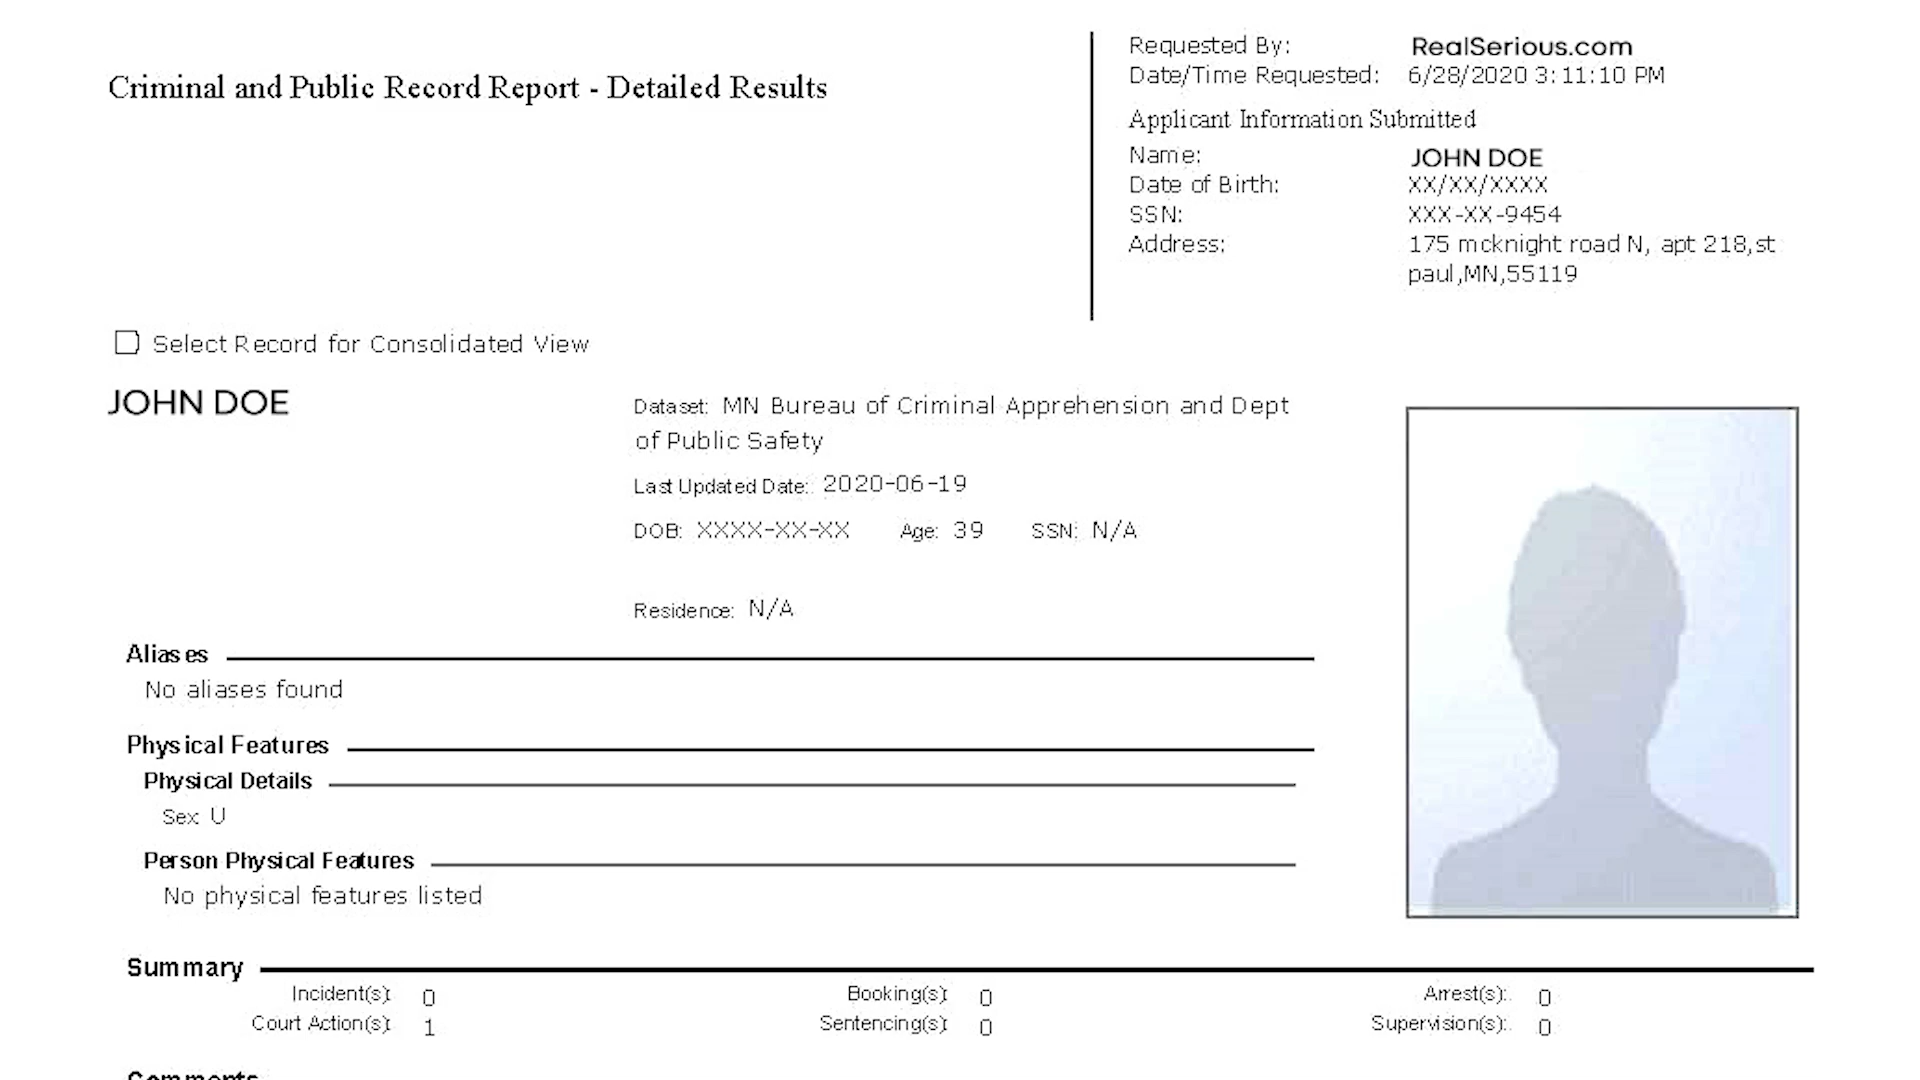 Criminal and Public Record Report - Detailed Results
Requested By: RealSerious.com
Date/Time Requested: 6/28/2020 3:11:10 PM
Applicant Information Submitted
Name: JOHN DOE
Date of Birth: XX/XX/XXXX
SSN: XXX-XX-9454
Address: 175 mcknight road N, apt 218,st
paul,MN,55119
Select Record for Consolidated View
JOHN DOE
Dataset: MN Bureau of Criminal Apprehension and Dept
of Public Safety
Last Updated Date: 2020-06-19
DOB: XXXX-XX-XX Age: 39 SSN: N/A
Residence: N/A
Aliases
No aliases found
Physical Features
Physical Details
Sex: U
Person Physical Features
No physical features listed
Summary
Incident(s): 0 Booking(s): 0 Arrest(s): 0
Court Action(s): 1 Sentencing(s): 0 Supervision(s): 0
Comments